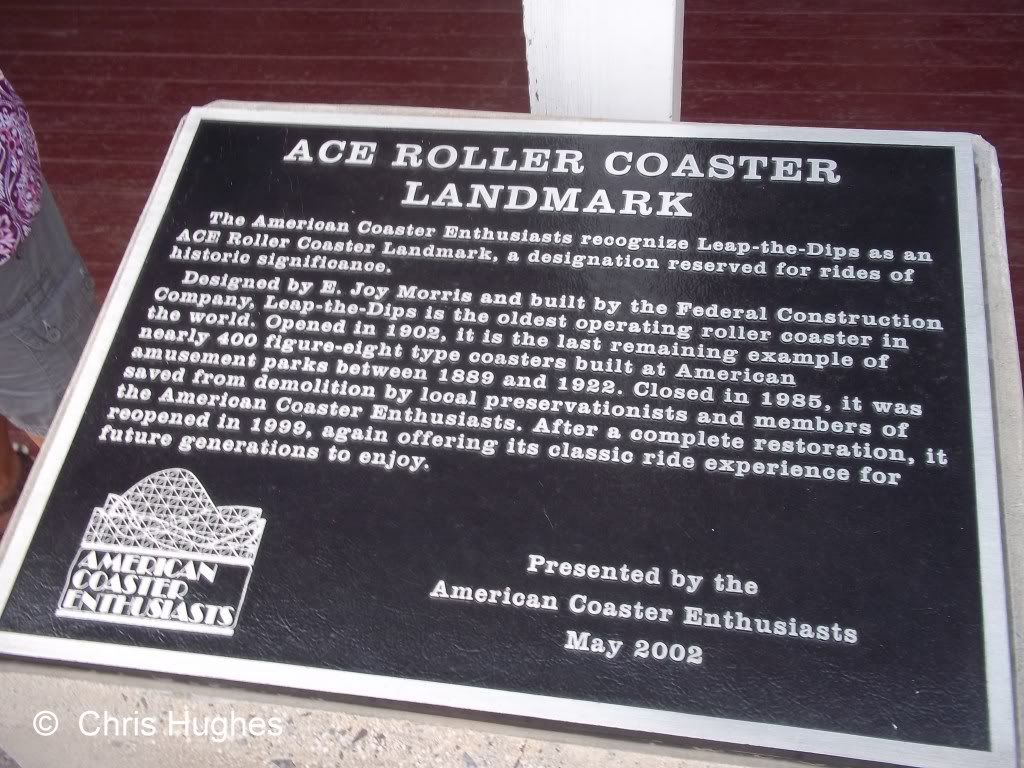 ACE ROLLER COASTER
LANDMARK
The American Coaster Enthusiasts recognize Leap-the-Dips as an
ACE Roller Coaster Landmark, a designation reserved for rides of
historic significance.
Designed by E. Joy Morris and built by the Federal Construction
Company, Leap-the-Dips is the oldest operating roller coaster in
the world. Opened in 1902, it is the last remaining example of
nearly 400 figure-eight type coasters built at American
amusement parks between 1889 and 1922. Closed in 1985, it was
saved from demolition by local preservationists and members of
the American Coaster Enthusiasts. After a complete restoration, it
reopened in 1999, again offering its classic ride experience for
future generations to enjoy.
AMERICAN
COASTER
ENTHUSIASTS
Presented by the
American Coaster Enthusiasts
May 2002
© Chris Hughes